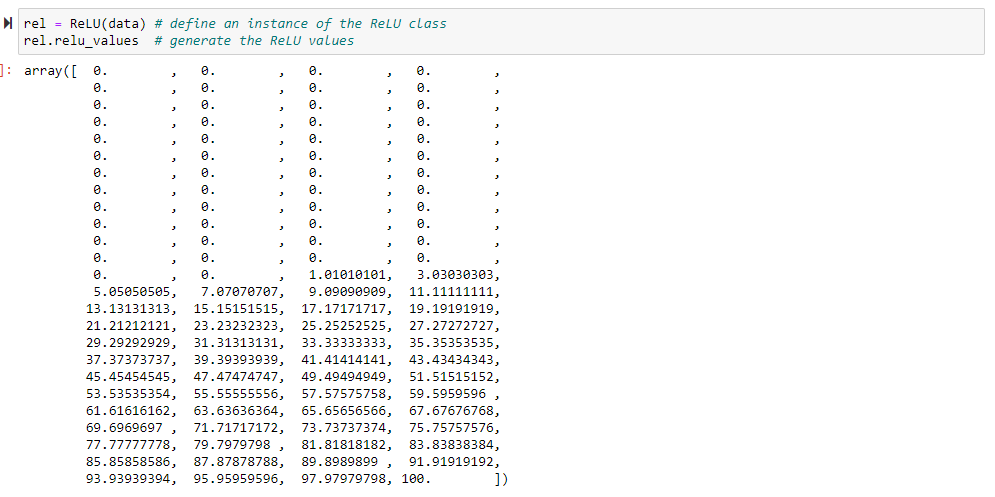 rel = ReLU(data) # define an instance of the ReLU class
rel.relu_values  # generate the ReLU values
]: array([  0.        ,   0.        ,   0.        ,   0.        ,
         0.        ,   0.        ,   0.        ,   0.        ,
         0.        ,   0.        ,   0.        ,   0.        ,
         0.        ,   0.        ,   0.        ,   0.        ,
         0.        ,   0.        ,   0.        ,   0.        ,
         0.        ,   0.        ,   0.        ,   0.        ,
         0.        ,   0.        ,   0.        ,   0.        ,
         0.        ,   0.        ,   0.        ,   0.        ,
         0.        ,   0.        ,   0.        ,   0.        ,
         0.        ,   0.        ,   0.        ,   0.        ,
         0.        ,   0.        ,   0.        ,   0.        ,
         0.        ,   0.        ,   0.        ,   0.        ,
         0.        ,   0.        ,   1.01010101,   3.03030303,
         5.05050505,   7.07070707,   9.09090909,  11.11111111,
        13.13131313,  15.15151515,  17.17171717,  19.19191919,
        21.21212121,  23.23232323,  25.25252525,  27.27272727,
        29.29292929,  31.31313131,  33.33333333,  35.35353535,
        37.37373737,  39.39393939,  41.41414141,  43.43434343,
        45.45454545,  47.47474747,  49.49494949,  51.51515152,
        53.53535354,  55.55555556,  57.57575758,  59.5959596 ,
        61.61616162,  63.63636364,  65.65656566,  67.67676768,
        69.6969697 ,  71.71717172,  73.73737374,  75.75757576,
        77.77777778,  79.7979798 ,  81.81818182,  83.83838384,
        85.85858586,  87.87878788,  89.8989899 ,  91.91919192,
        93.93939394,  95.95959596,  97.97979798, 100.        ])